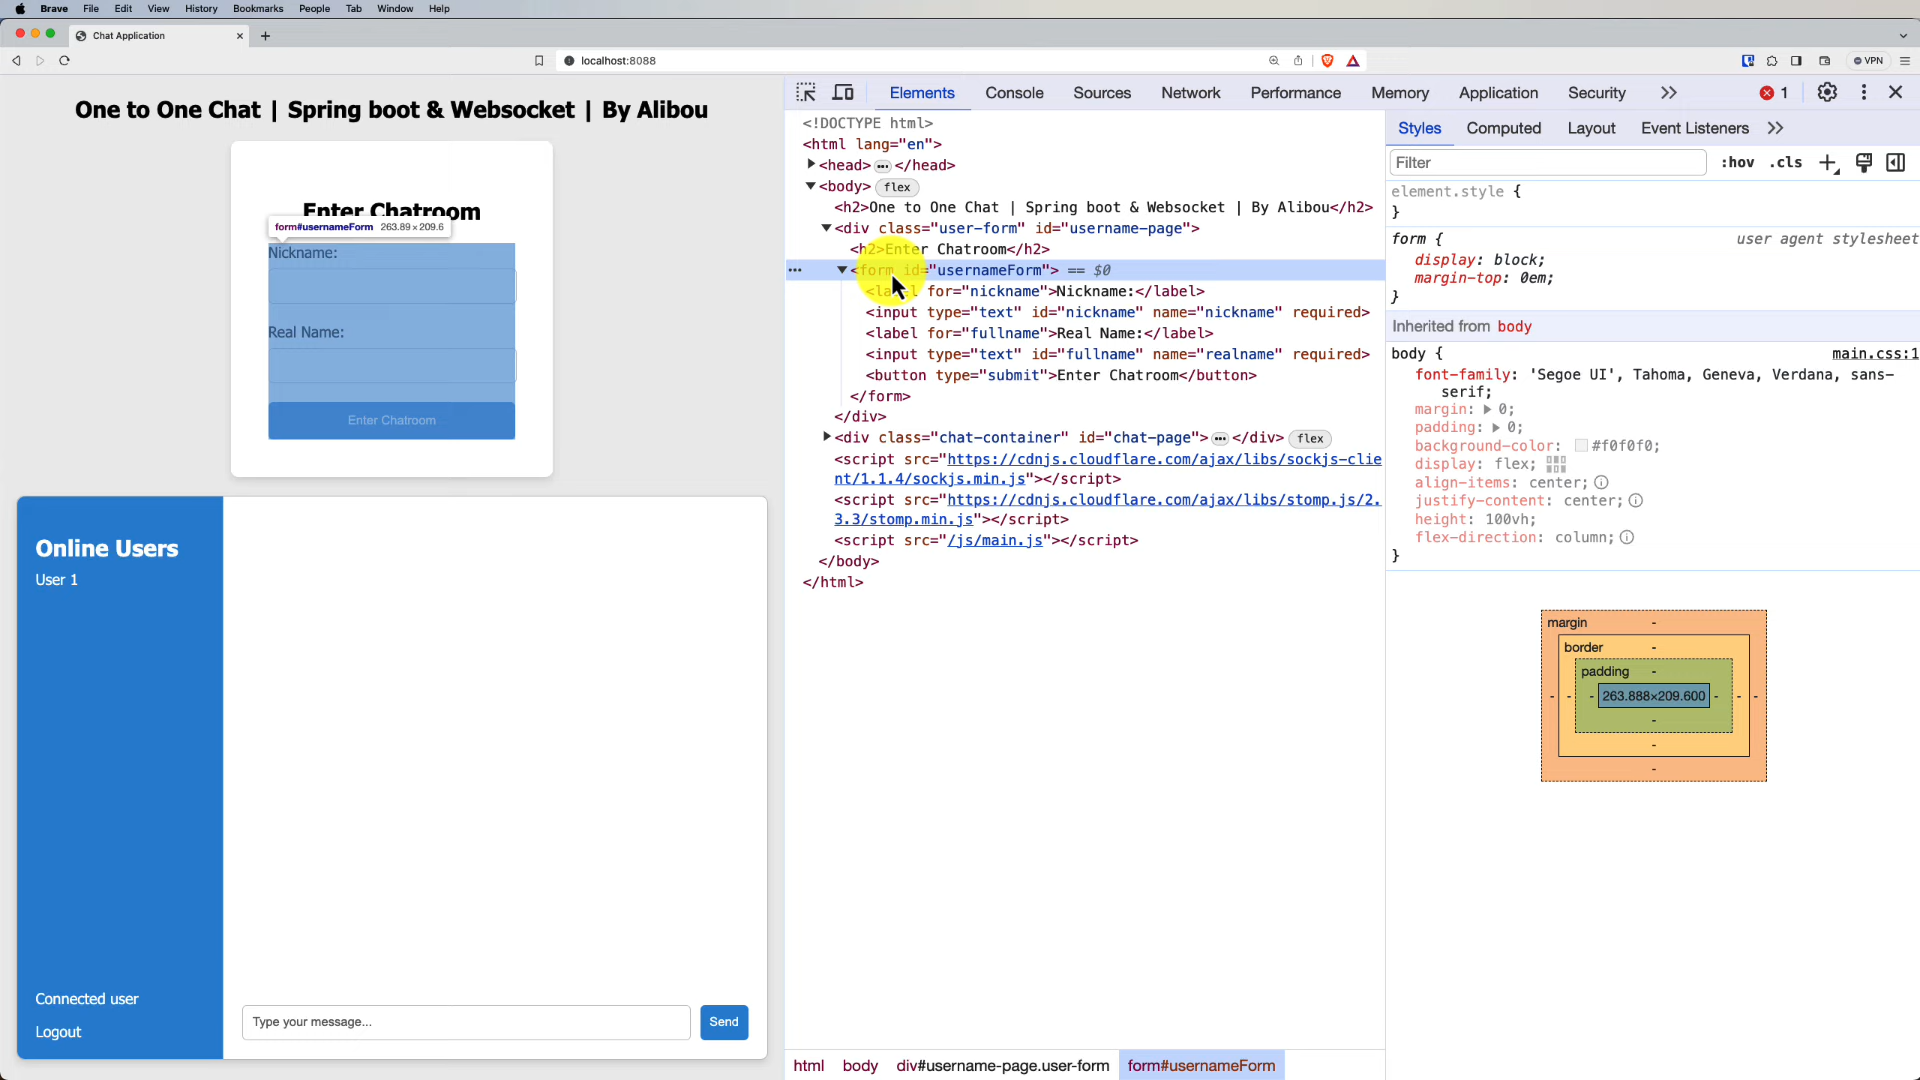 Brave File Edit View History Bookmarks People Tab Window Help
Chat Application
localhost:8088
VPN
One to One Chat | Spring boot & Websocket | By Alibou
Enter Chatroom
form#usernameForm 263.89 × 209.6
Nickname:
Real Name:
Enter Chatroom
Online Users
User 1
Connected user
Logout
Type your message...
Send
Elements Console Sources Network Performance Memory Application Security 1
<!DOCTYPE html>
<html lang="en">
<head> ••• </head>
<body> flex
<h2>One to One Chat | Spring boot & Websocket | By Alibou</h2>
<div class="user-form" id="username-page">
<h2>Enter Chatroom</h2>
<form id="usernameForm"> == $0
<label for="nickname">Nickname:</label>
<input type="text" id="nickname" name="nickname" required>
<label for="fullname">Real Name:</label>
<input type="text" id="fullname" name="realname" required>
<button type="submit">Enter Chatroom</button>
</form>
</div>
<div class="chat-container" id="chat-page"> ••• </div> flex
<script src="https://cdnjs.cloudflare.com/ajax/libs/sockjs-clie
nt/1.1.4/sockjs.min.js"></script>
<script src="https://cdnjs.cloudflare.com/ajax/libs/stomp.js/2.
3.3/stomp.min.js"></script>
<script src="/js/main.js"></script>
</body>
</html>
html body div#username-page.user-form form#usernameForm
Styles Computed Layout Event Listeners
Filter :hov .cls
element.style {
}
form { user agent stylesheet
display: block;
margin-top: 0em;
}
Inherited from body
body { main.css:1
font-family: 'Segoe UI', Tahoma, Geneva, Verdana, sans-
serif;
margin: 0;
padding: 0;
background-color: #f0f0f0;
display: flex;
align-items: center;
justify-content: center;
height: 100vh;
flex-direction: column;
}
margin -
border -
padding -
- - - 263.888×209.600 - - -
-
-
-